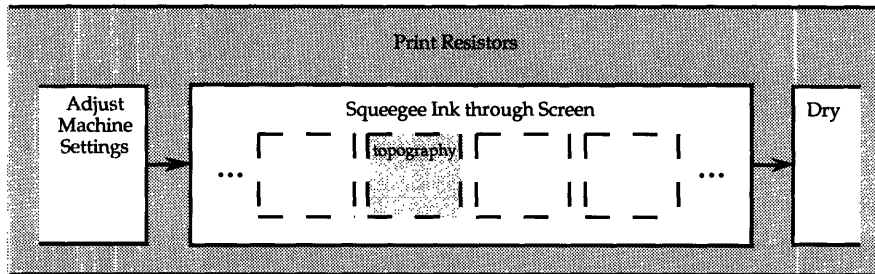 Print Resistors
Adjust
Machine
Settings
Squeegee Ink through Screen
... topography ...
Dry